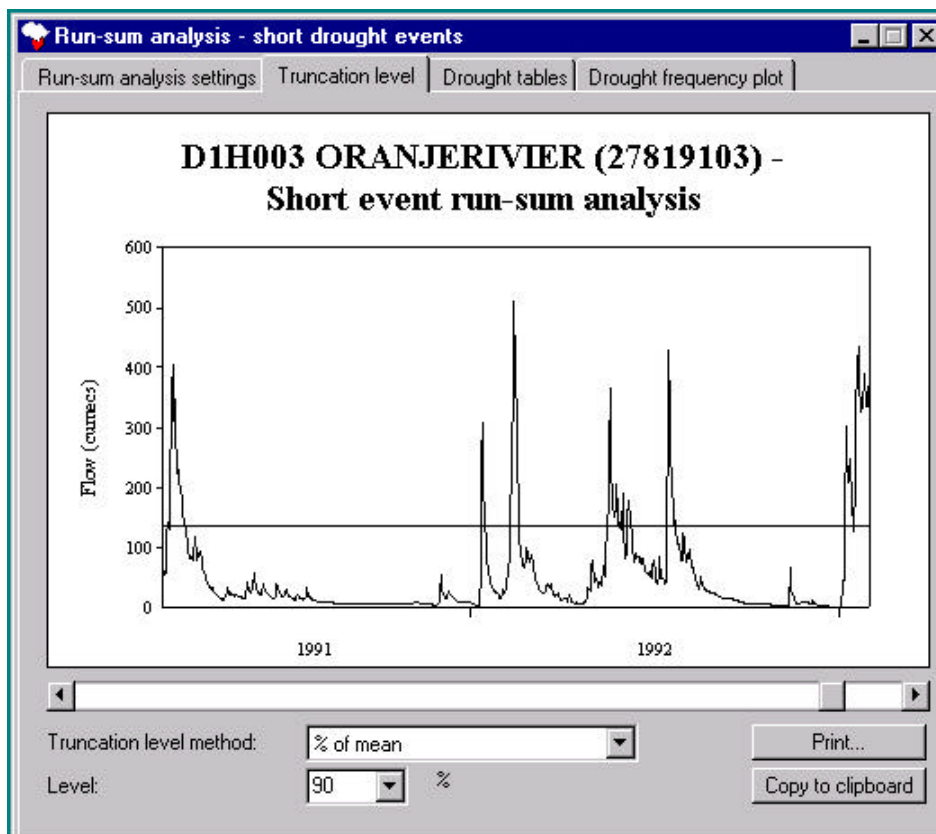 Run-sum analysis - short drought events
Run-sum analysis settings
Truncation level
Drought tables
Drought frequency plot
D1H003 ORANJERIVIER (27819103) -
Short event run-sum analysis
600
500
400
300
200
100
0
Flow (cumecs)
1991
1992
Truncation level method:
% of mean
Print...
Level:
90
%
Copy to clipboard